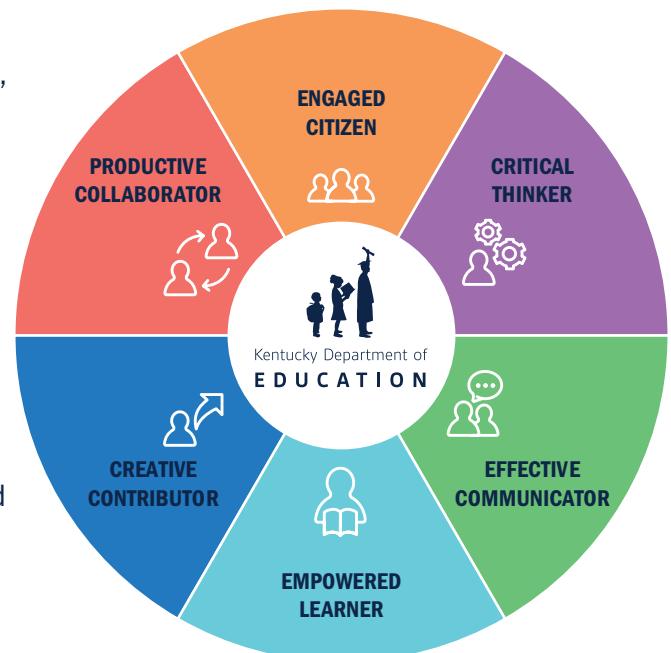 ,
ENGAGED
CITIZEN
PRODUCTIVE
COLLABORATOR
CRITICAL
THINKER
Kentucky Department of
EDUCATION
CREATIVE
CONTRIBUTOR
d
EFFECTIVE
COMMUNICATOR
EMPOWERED
LEARNER